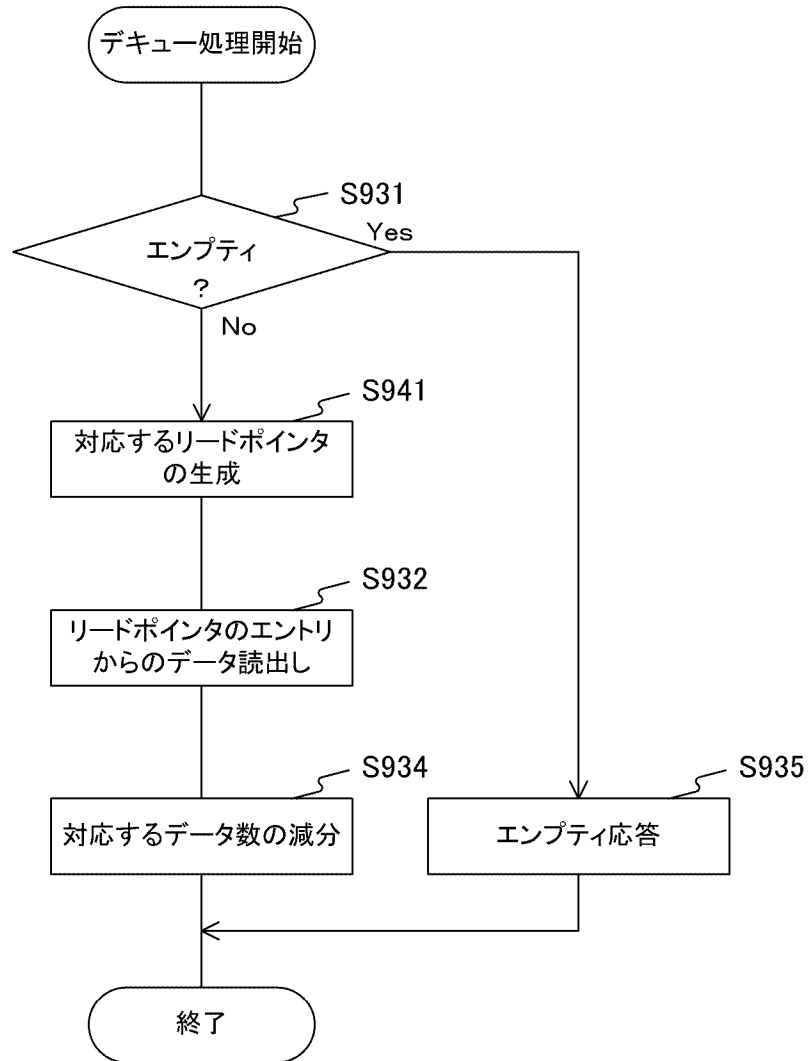 デキュー処理開始
S931
エンプティ
?
Yes
No
S941
対応するリードポインタ
の生成
S932
リードポインタのエントリ
からのデータ読出し
S934
対応するデータ数の減分
S935
エンプティ応答
終了